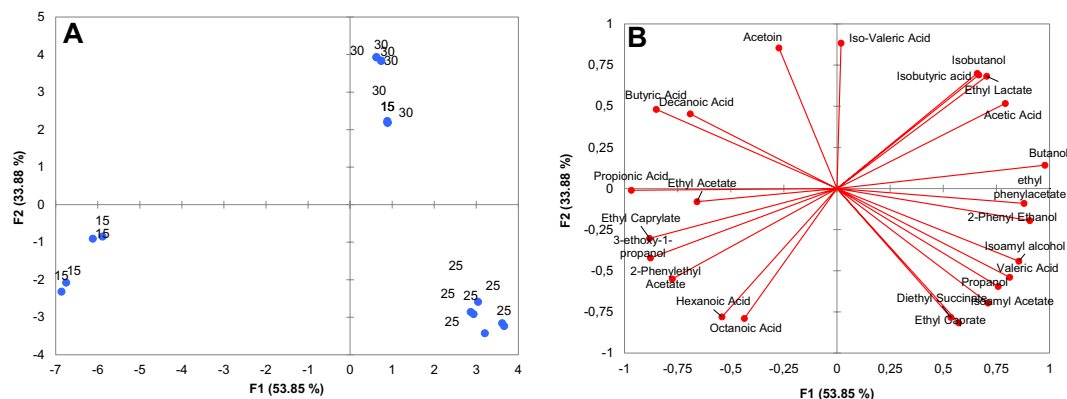 A
5
4
3
2
1
0
-1
-2
-3
-4
-7
-6
-5
-4
-3
-2
-1
0
1
2
3
4
F2 (33.88 %)
F1 (53.85 %)
30
30
30
30
30
15
30
15
15
15
15
25
25
25
25
25
25
B
1
0,75
0,5
0,25
0
-0,25
-0,5
-0,75
-1
-1
-0,75
-0,5
-0,25
0
0,25
0,5
0,75
1
F2 (33.88 %)
F1 (53.85 %)
Acetoin
Iso-Valeric Acid
Isobutanol
Isobutyric acid
Ethyl Lactate
Acetic Acid
Butyric Acid
Decanoic Acid
Butanol
Propionic Acid
Ethyl Acetate
ethyl
phenylacetate
2-Phenyl Ethanol
Ethyl Caprylate
3-ethoxy-1-
propanol
2-Phenylethyl
Acetate
Isoamyl alcohol
Valeric Acid
Propanol
Hexanoic Acid
Octanoic Acid
Diethyl Succinate
Isoamyl Acetate
Ethyl Caprate